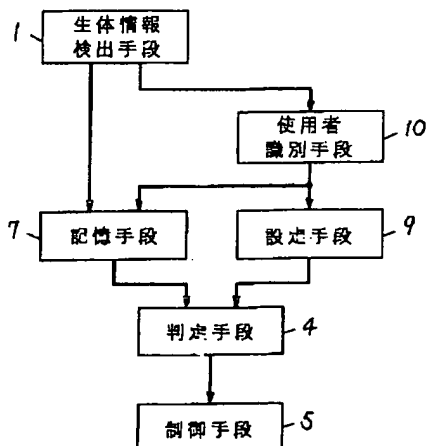 1
生体情報
検出手段
使用者
識別手段
10
7
記憶手段
設定手段
9
判定手段
4
制御手段
5